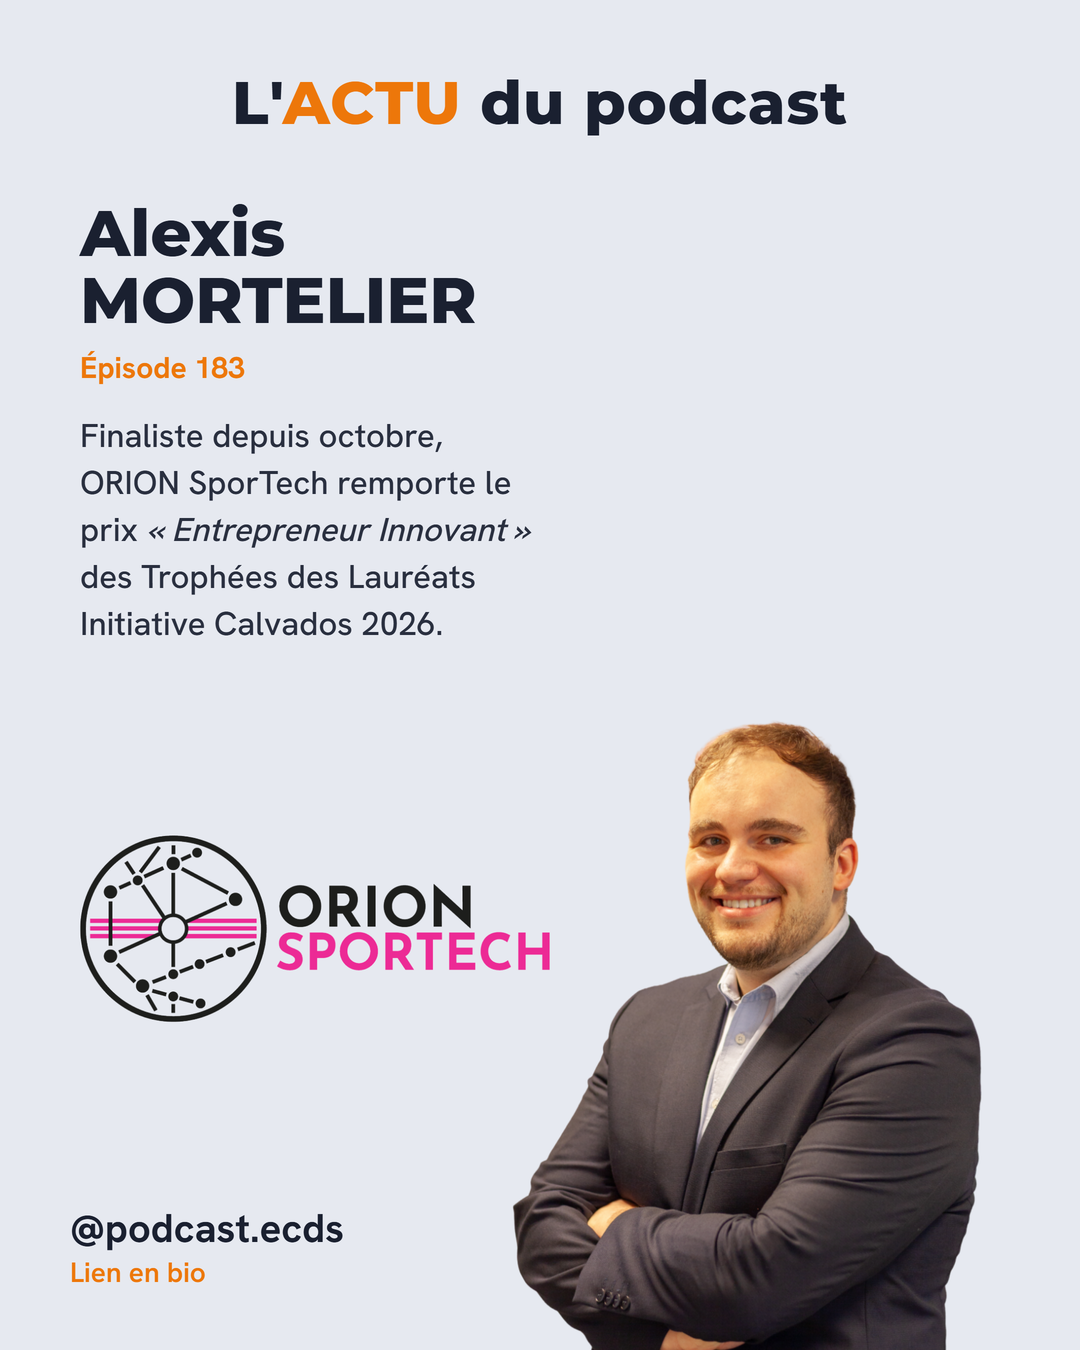 L'ACTU du podcast
Alexis
MORTELIER
Épisode 183
Finaliste depuis octobre,
ORION SporTech remporte le
prix « Entrepreneur Innovant »
des Trophées des Lauréats
Initiative Calvados 2026.
ORION
SPORTECH
@podcast.ecds
Lien en bio